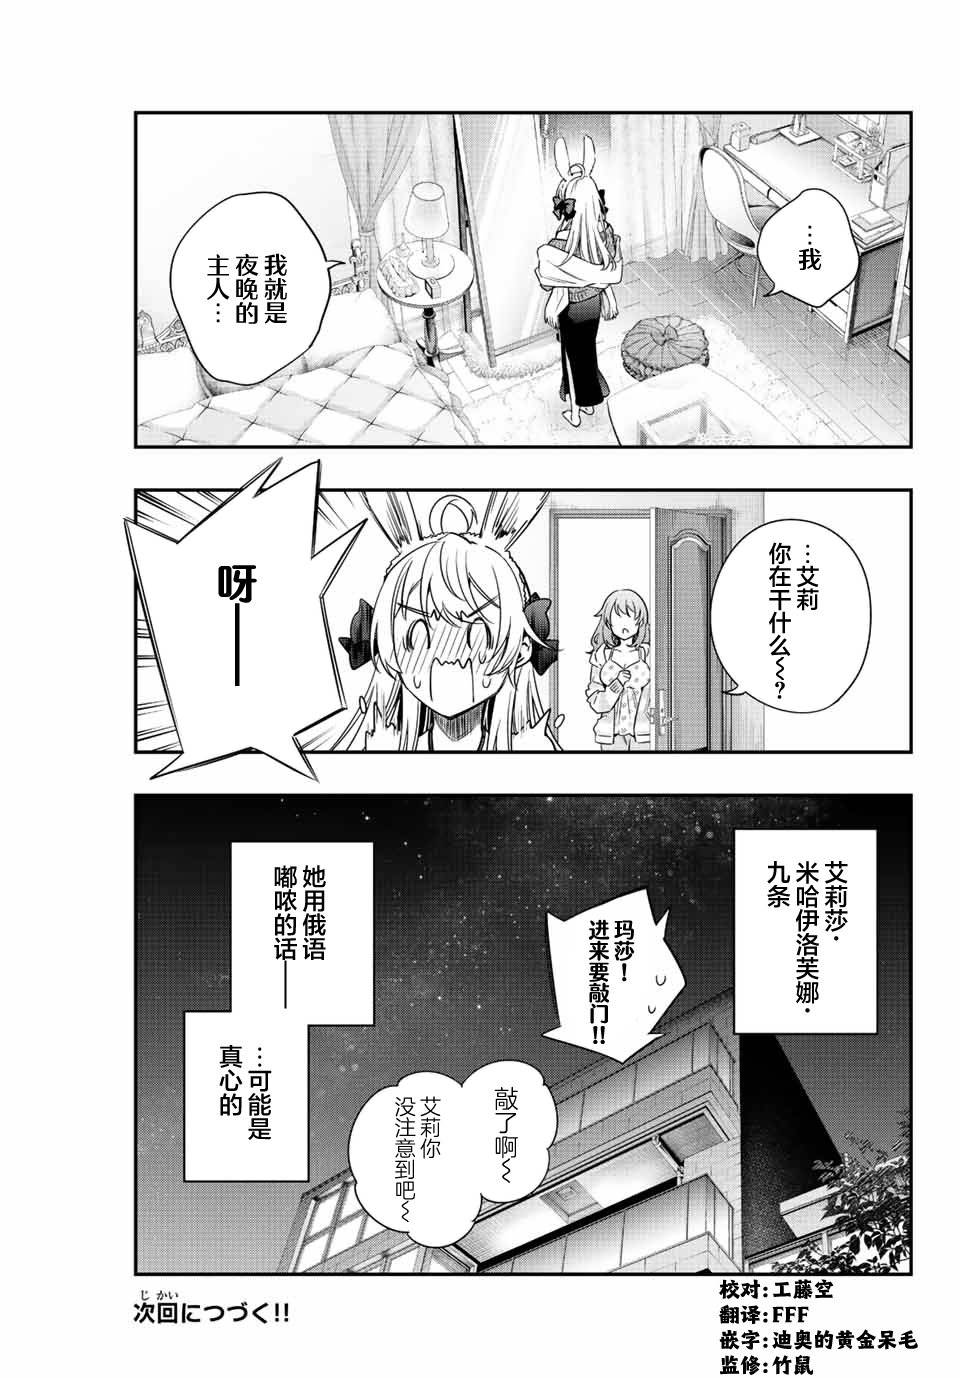 …我
我就是
夜晚的
主人…
…艾莉
你在干什么～?
呀——
艾莉莎·
米哈伊洛芙娜·
九条
玛莎！
进来要敲门!!
敲了啊～
艾莉你
没注意到吧～
她用俄语
嘟哝的话——
…可能是
真心的
じかい
次回につづく!!
校对:工藤空
翻译:FFF
嵌字:迪奥的黄金呆毛
监修:竹鼠